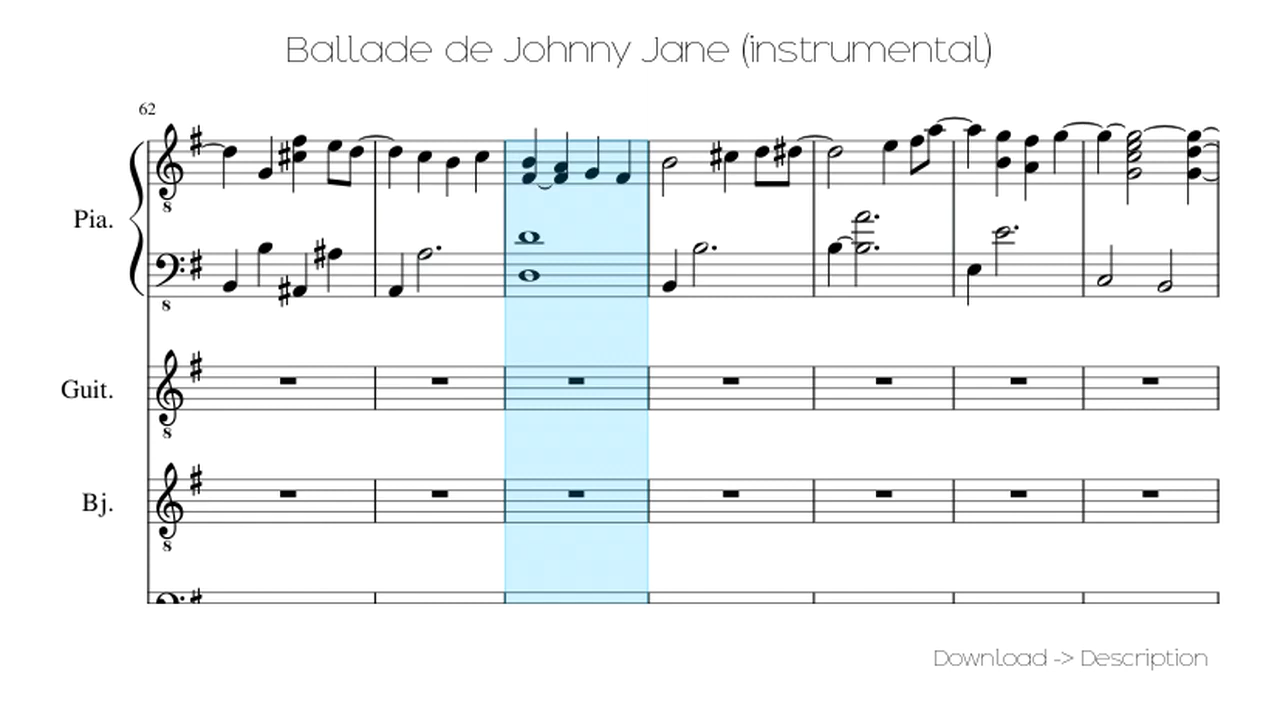 Ballade de Johnny Jane (instrumental)
62
8
Pia.
8
Guit.
8
Bj.
8
Download -> Description